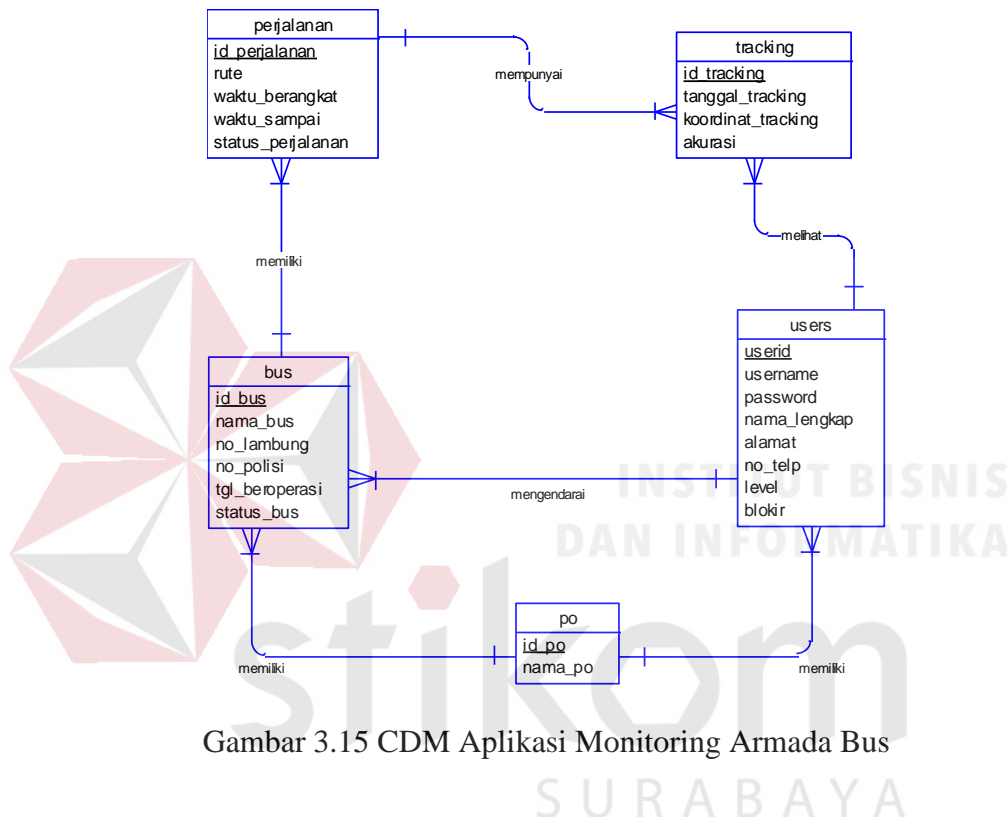 perjalanan
id_perjalanan
rute
waktu_berangkat
waktu_sampai
status_perjalanan
mempunyai
tracking
id_tracking
tanggal_tracking
koordinat_tracking
akurasi
melihat
memiliki
users
userid
username
password
nama_lengkap
alamat
no_telp
level
blokir
bus
id_bus
nama_bus
no_lambung
no_polisi
tgl_beroperasi
status_bus
mengendarai
INSTITUT BISNIS
DAN INFORMATIKA
po
id_po
nama_po
memiliki
memiliki
stikom
Gambar 3.15 CDM Aplikasi Monitoring Armada Bus
SURABAYA